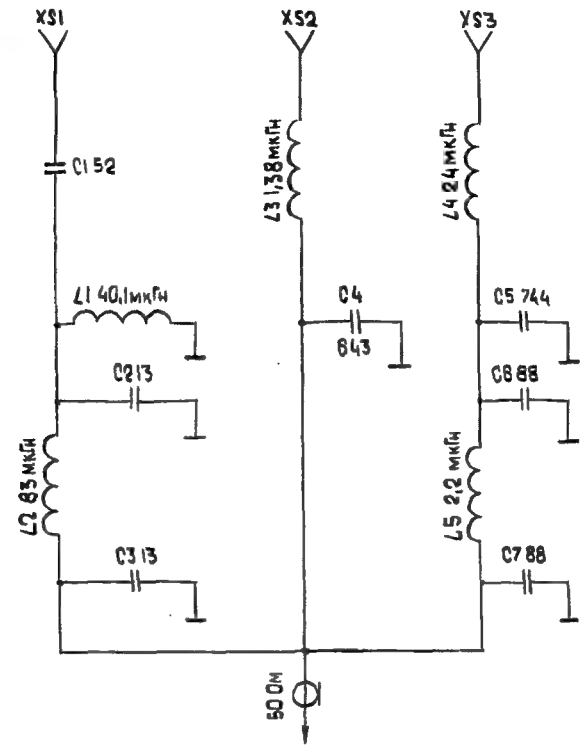 XS1
XS2
XS3
C1 52
L3 1,38 мкГн
L4 24 мкГн
L1 40,1 мкГн
C4
643
C5 744
C2 13
C6 88
L2 83 мкГн
L5 2,2 мкГн
C3 13
C7 88
50 Ом